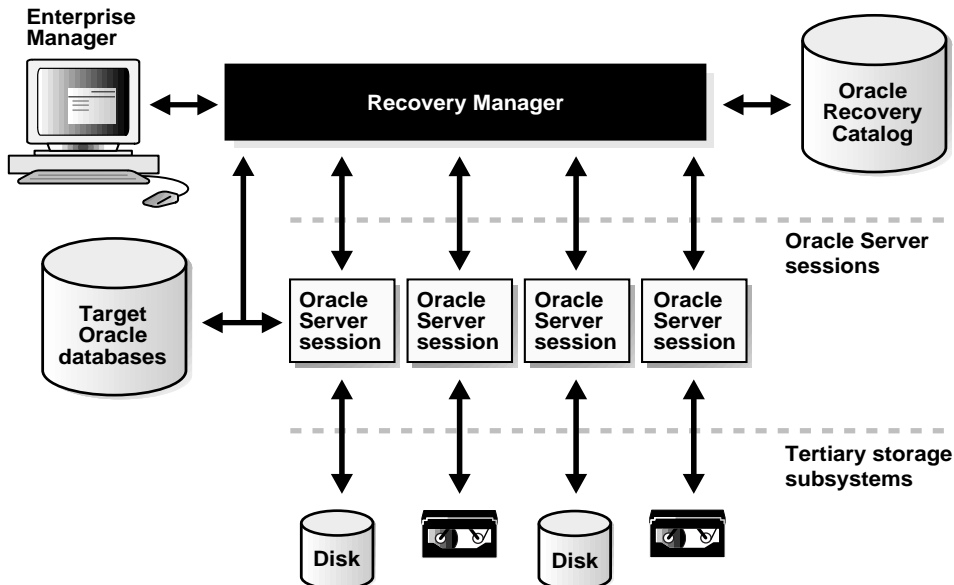 Enterprise
Manager
Recovery Manager
Oracle
Recovery
Catalog
Oracle Server
sessions
Target
Oracle
databases
Oracle
Server
session
Oracle
Server
session
Oracle
Server
session
Oracle
Server
session
Tertiary storage
subsystems
Disk
Disk